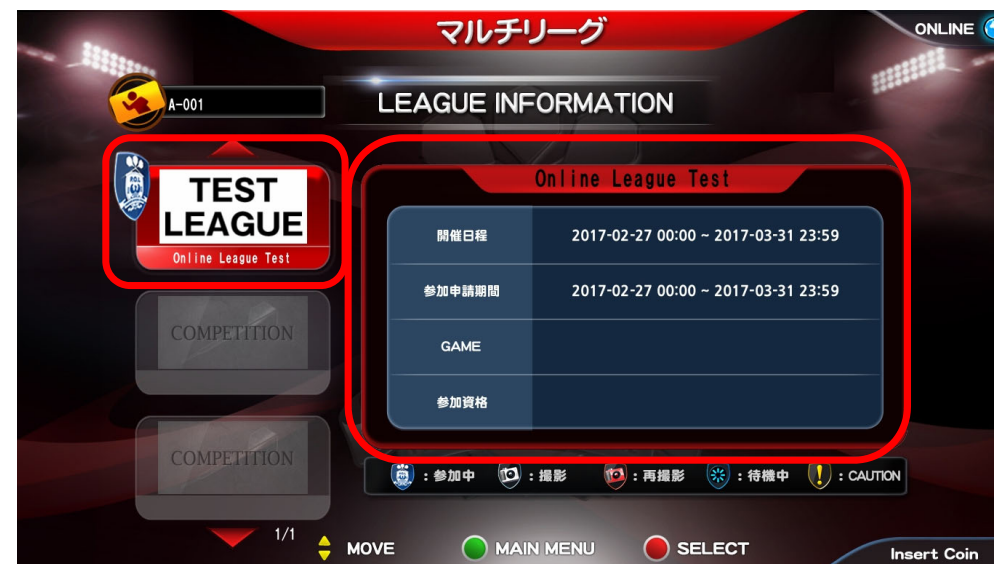 マルチリーグ
ONLINE
A-001
LEAGUE INFORMATION
TEST
LEAGUE
Online League Test
Online League Test
開催日程 2017-02-27 00:00 ~ 2017-03-31 23:59
参加申請期間 2017-02-27 00:00 ~ 2017-03-31 23:59
GAME
参加資格
COMPETITION
COMPETITION
:参加中 :撮影 :再撮影 :待機中 :CAUTION
1/1
MOVE MAIN MENU SELECT
Insert Coin